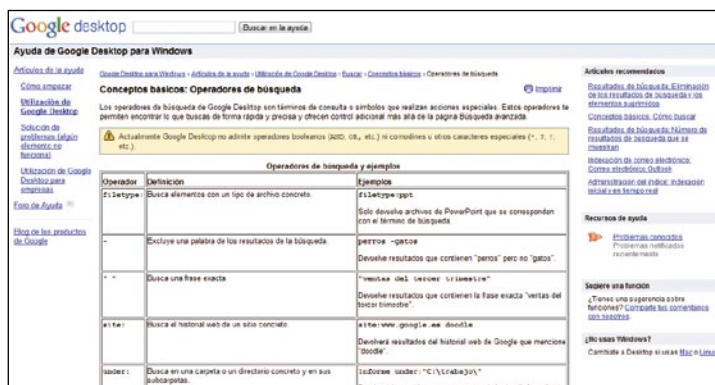 Google desktop
Buscar en la ayuda
Ayuda de Google Desktop para Windows
Artículos de la ayuda
Cómo empezar
Utilización de
Google Desktop
Solución de
problemas (algún
elemento no
funciona)
Utilización de Google
Desktop para
empresas
Foro de Ayuda
Blog de los productos
de Google
Google Desktop para Windows › Artículos de la ayuda › Utilización de Google Desktop › Buscar › Conceptos básicos › Operadores de búsqueda
Conceptos básicos: Operadores de búsqueda
Imprimir
Los operadores de búsqueda de Google Desktop son términos de consulta o símbolos que realizan acciones especiales. Estos operadores te
permiten encontrar lo que buscas de forma rápida y precisa y ofrecen control adicional más allá de la página Búsqueda avanzada.
Actualmente Google Desktop no admite operadores booleanos (AND, OR, etc.) ni comodines u otros caracteres especiales (*, ?, !,
etc.).
Operadores de búsqueda y ejemplos
Operador Definición Ejemplos
filetype: Busca elementos con un tipo de archivo concreto. filetype:ppt
Solo devuelve archivos de PowerPoint que se correspondan
con el término de búsqueda.
- Excluye una palabra de los resultados de la búsqueda. perros -gatos
Devuelve resultados que contienen "perros" pero no "gatos".
" " Busca una frase exacta. "ventas del tercer trimestre"
Devuelve resultados que contienen la frase exacta "ventas del
tercer trimestre".
site: Busca el historial web de un sitio concreto. site:www.google.es doodle
Devolverá resultados del historial web de Google que mencione
"doodle".
under: Busca en una carpeta o un directorio concreto y en sus
subcarpetas.
informe under:"C:\trabajo\"
Artículos recomendados
Resultados de búsqueda: Eliminación
de los resultados de búsqueda y los
elementos suprimidos
Conceptos básicos: Cómo buscar
Resultados de búsqueda: Número de
resultados de búsqueda que se
muestran
Indexación de correo electrónico:
Correo electrónico Outlook
Administración del índice: Indexación
inicial y en tiempo real
Recursos de ayuda
Problemas conocidos
Problemas notificados
recientemente
Sugiere una función
¿Tienes una sugerencia sobre
funciones? Comparte tus comentarios
con nosotros.
¿No usas Windows?
Cámbiate a Desktop si usas Mac o Linux